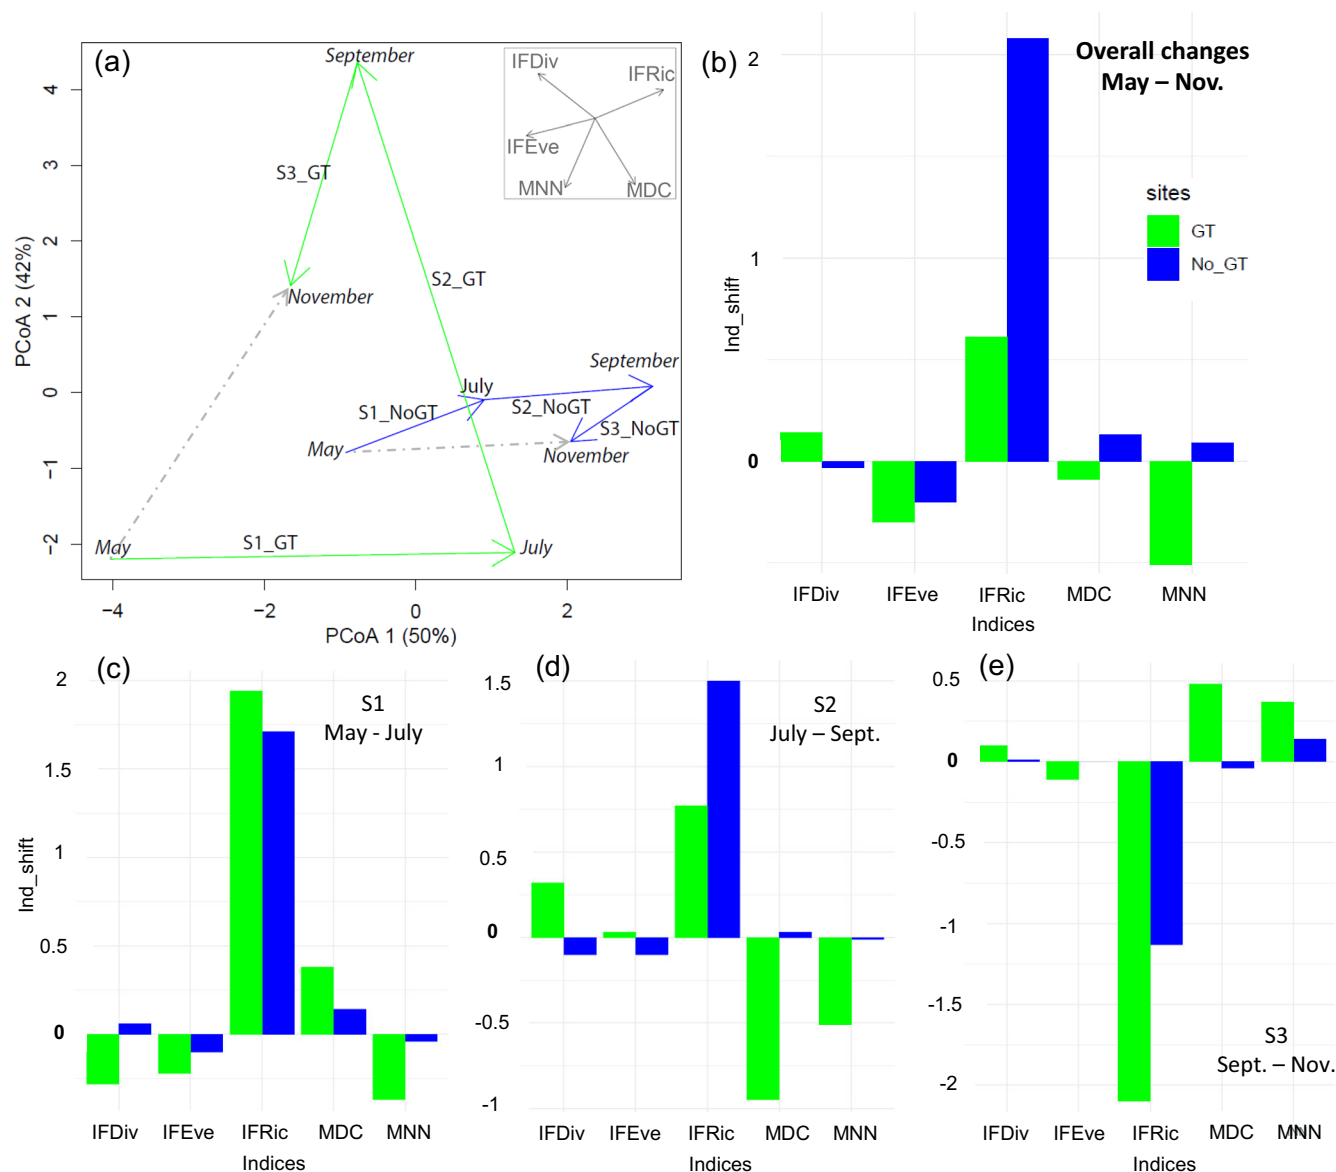 (a)
September
4
3
2
1
0
−1
−2
PCoA 2 (42%)
IFDiv
IFRic
IFEve
MNN
MDC
S3_GT
S2_GT
November
September
July
S1_NoGT
S2_NoGT
S3_NoGT
May
November
May
S1_GT
July
−4
−2
0
2
PCoA 1 (50%)
(b)
Overall changes
May – Nov.
2
1
0
Ind_shift
sites
GT
No_GT
IFDiv
IFEve
IFRic
MDC
MNN
Indices
(c)
S1
May - July
2
1.5
1
0.5
0
Ind_shift
IFDiv
IFEve
IFRic
MDC
MNN
Indices
(d)
S2
July – Sept.
1.5
1
0.5
0
-0.5
-1
IFDiv
IFEve
IFRic
MDC
MNN
Indices
(e)
0.5
0
-0.5
-1
-1.5
-2
S3
Sept. – Nov.
IFDiv
IFEve
IFRic
MDC
MNN
Indices